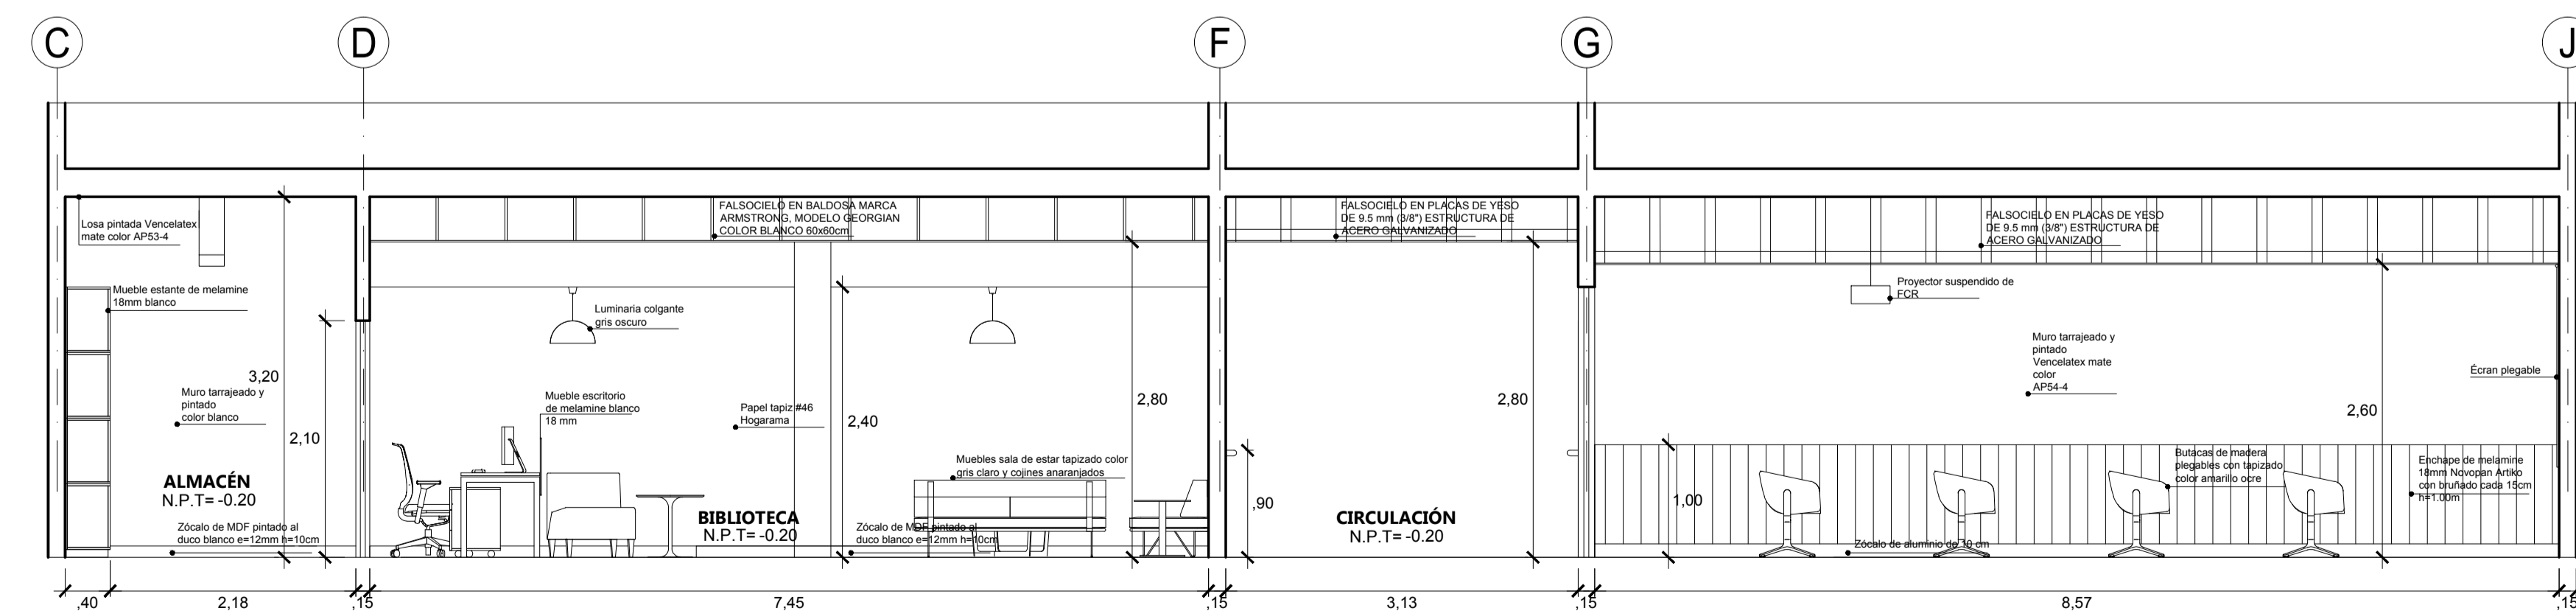 C
D
F
G
J
Losa pintada Vencelatex
mate color AP53-4
FALSOCIELO EN BALDOSA MARCA
ARMSTRONG, MODELO GEORGIAN
COLOR BLANCO 60x60cm
FALSOCIELO EN PLACAS DE YESO
DE 9.5 mm (3/8") ESTRUCTURA DE
ACERO GALVANIZADO
FALSOCIELO EN PLACAS DE YESO
DE 9.5 mm (3/8") ESTRUCTURA DE
ACERO GALVANIZADO
Mueble estante de melamine
18mm blanco
Luminaria colgante
gris oscuro
Proyector suspendido de
FCR
Muro tarrajeado y
pintado
Vencelatex mate
color
AP54-4
Écran plegable
3,20
Muro tarrajeado y
pintado
color blanco
2,10
Mueble escritorio
de melamine blanco
18 mm
Papel tapiz #46
Hogarama
2,40
2,80
2,80
2,60
Muebles sala de estar tapizado color
gris claro y cojines anaranjados
Butacas de madera
plegables con tapizado
color amarillo ocre
Enchape de melamine
18mm Novopan Artiko
con bruñado cada 15cm
h=1.00m
ALMACÉN
N.P.T= -0.20
,90
1,00
BIBLIOTECA
N.P.T= -0.20
CIRCULACIÓN
N.P.T= -0.20
Zócalo de MDF pintado al
duco blanco e=12mm h=10cm
Zócalo de MDF pintado al
duco blanco e=12mm h=10cm
Zócalo de aluminio de 10 cm
,40
2,18
,15
7,45
,15
3,13
,15
8,57
,15